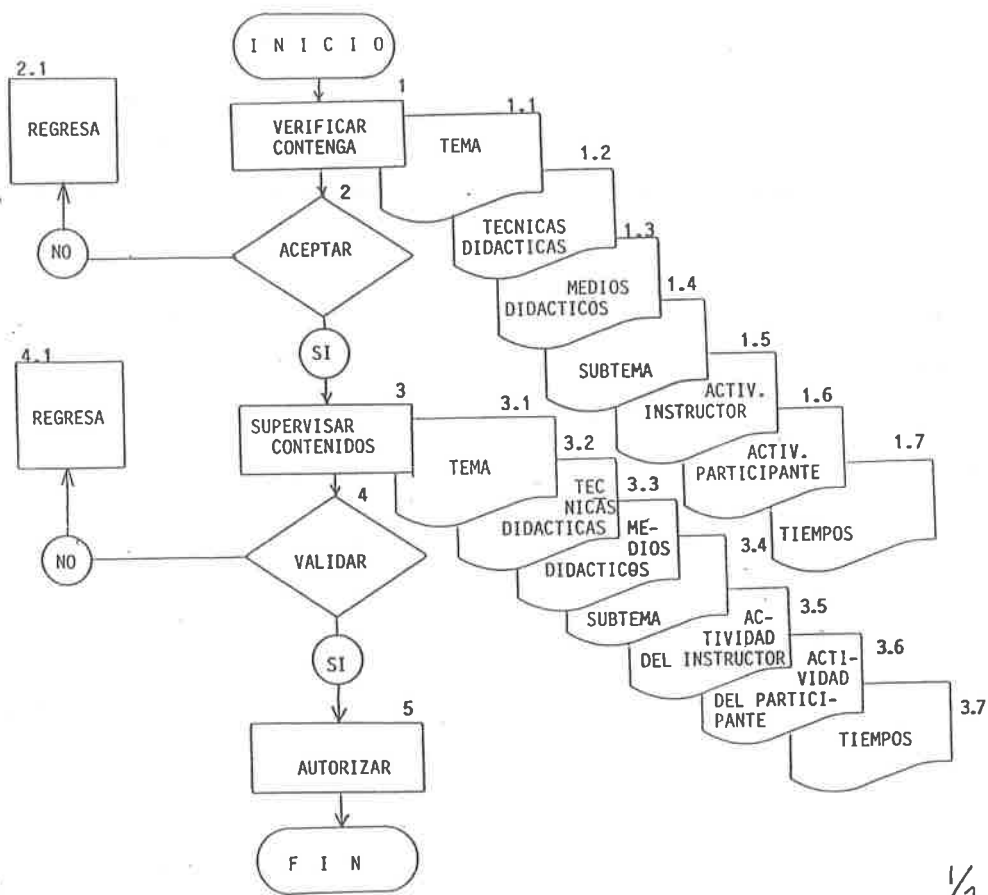 I N I C I O
2.1
REGRESA
1
VERIFICAR
CONTENGA
1.1
TEMA
1.2
TECNICAS
DIDACTICAS
1.3
MEDIOS
DIDACTICOS
1.4
SUBTEMA
1.5
ACTIV.
INSTRUCTOR
1.6
ACTIV.
PARTICIPANTE
1.7
TIEMPOS
2
ACEPTAR
NO
SI
4.1
REGRESA
3
SUPERVISAR
CONTENIDOS
3.1
TEMA
3.2
TEC
NICAS
DIDACTICAS
3.3
ME-
DIOS
DIDACTICOS
3.4
SUBTEMA
3.5
AC-
TIVIDAD
DEL INSTRUCTOR
3.6
ACTI-
VIDAD
DEL PARTICI-
PANTE
3.7
TIEMPOS
4
VALIDAR
NO
SI
5
AUTORIZAR
F I N